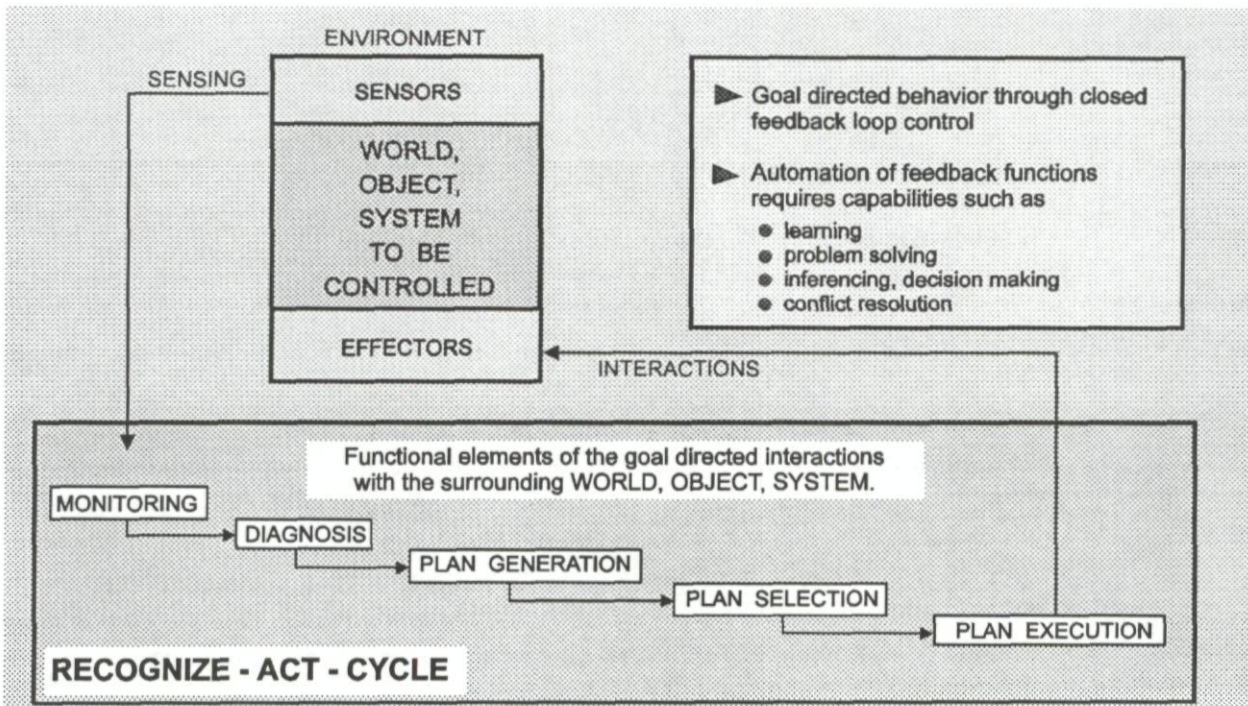 ENVIRONMENT
SENSING
SENSORS
WORLD,
OBJECT,
SYSTEM
TO BE
CONTROLLED
EFFECTORS
Goal directed behavior through closed
feedback loop control
Automation of feedback functions
requires capabilities such as
learning
problem solving
inferencing, decision making
conflict resolution
INTERACTIONS
Functional elements of the goal directed interactions
with the surrounding WORLD, OBJECT, SYSTEM.
MONITORING
DIAGNOSIS
PLAN GENERATION
PLAN SELECTION
PLAN EXECUTION
RECOGNIZE - ACT - CYCLE